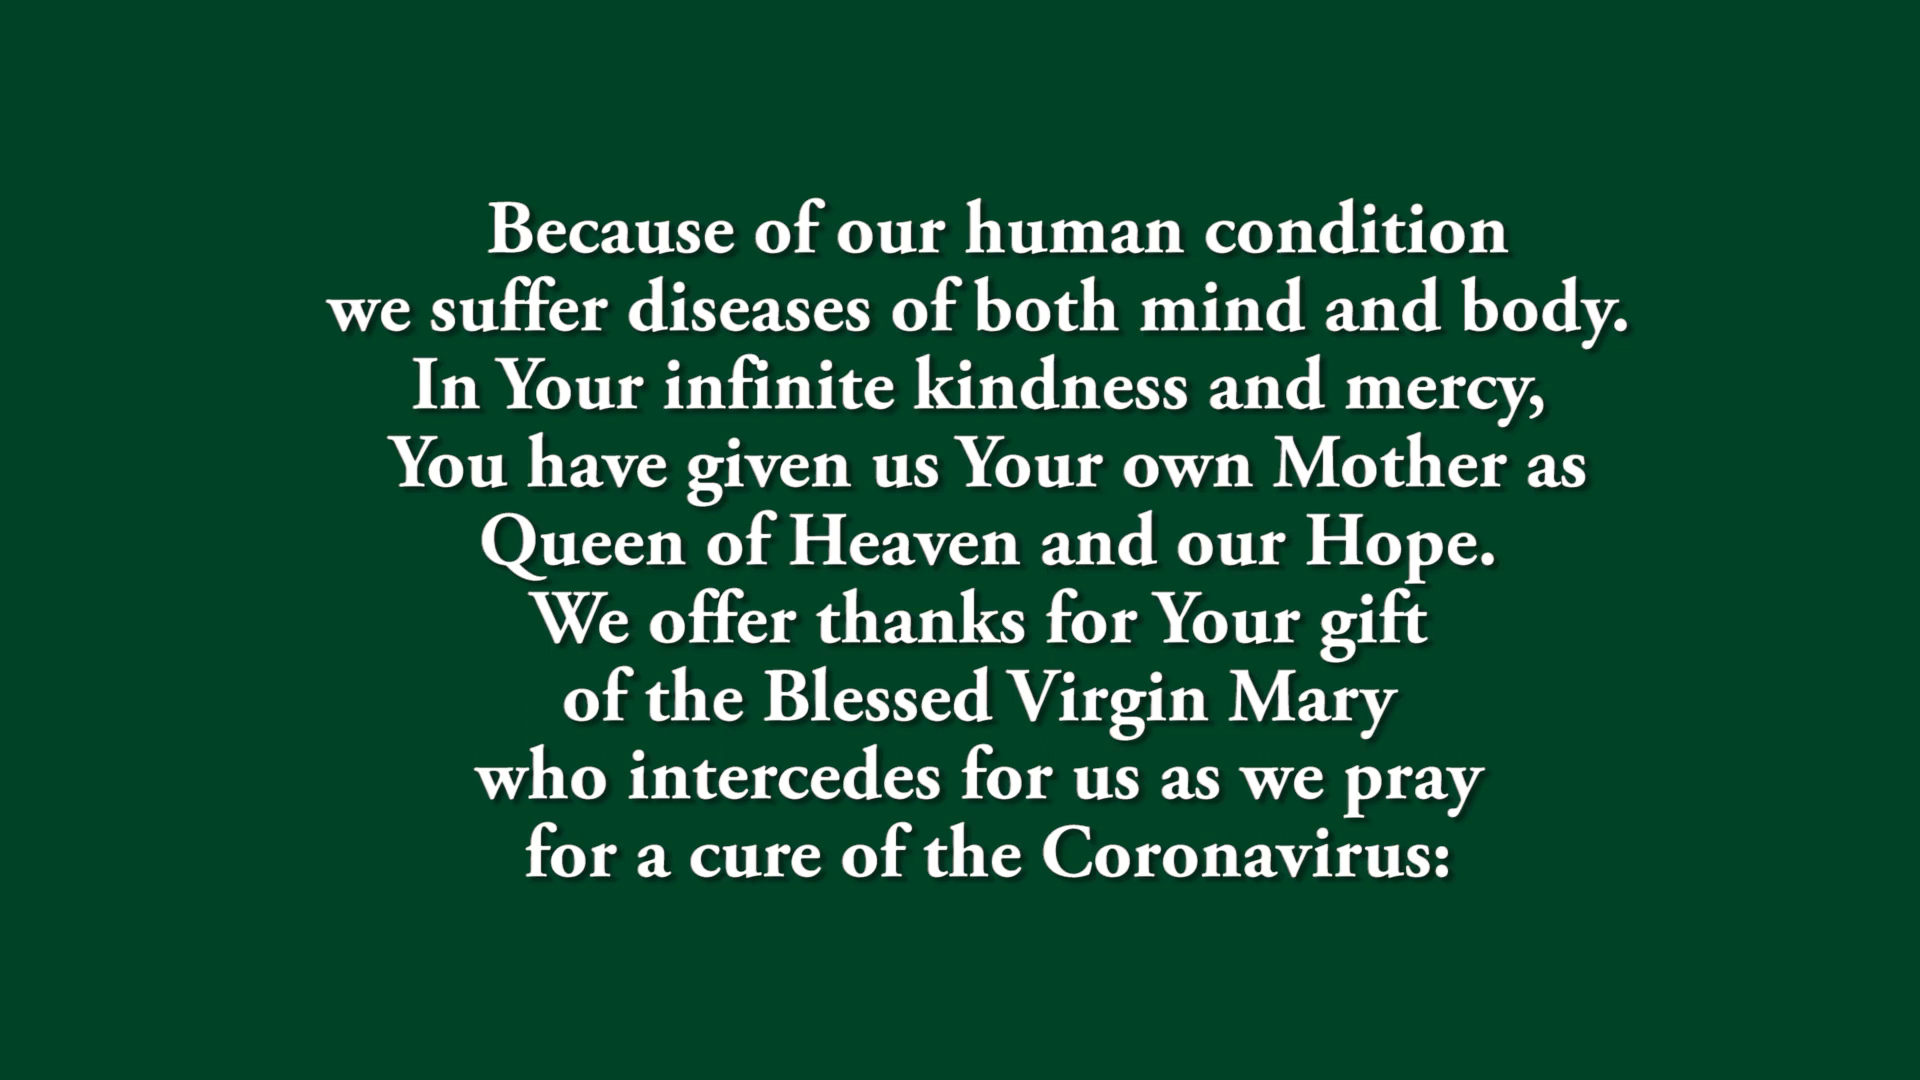 Because of our human condition
we suffer diseases of both mind and body.
In Your infinite kindness and mercy,
You have given us Your own Mother as
Queen of Heaven and our Hope.
We offer thanks for Your gift
of the Blessed Virgin Mary
who intercedes for us as we pray
for a cure of the Coronavirus: